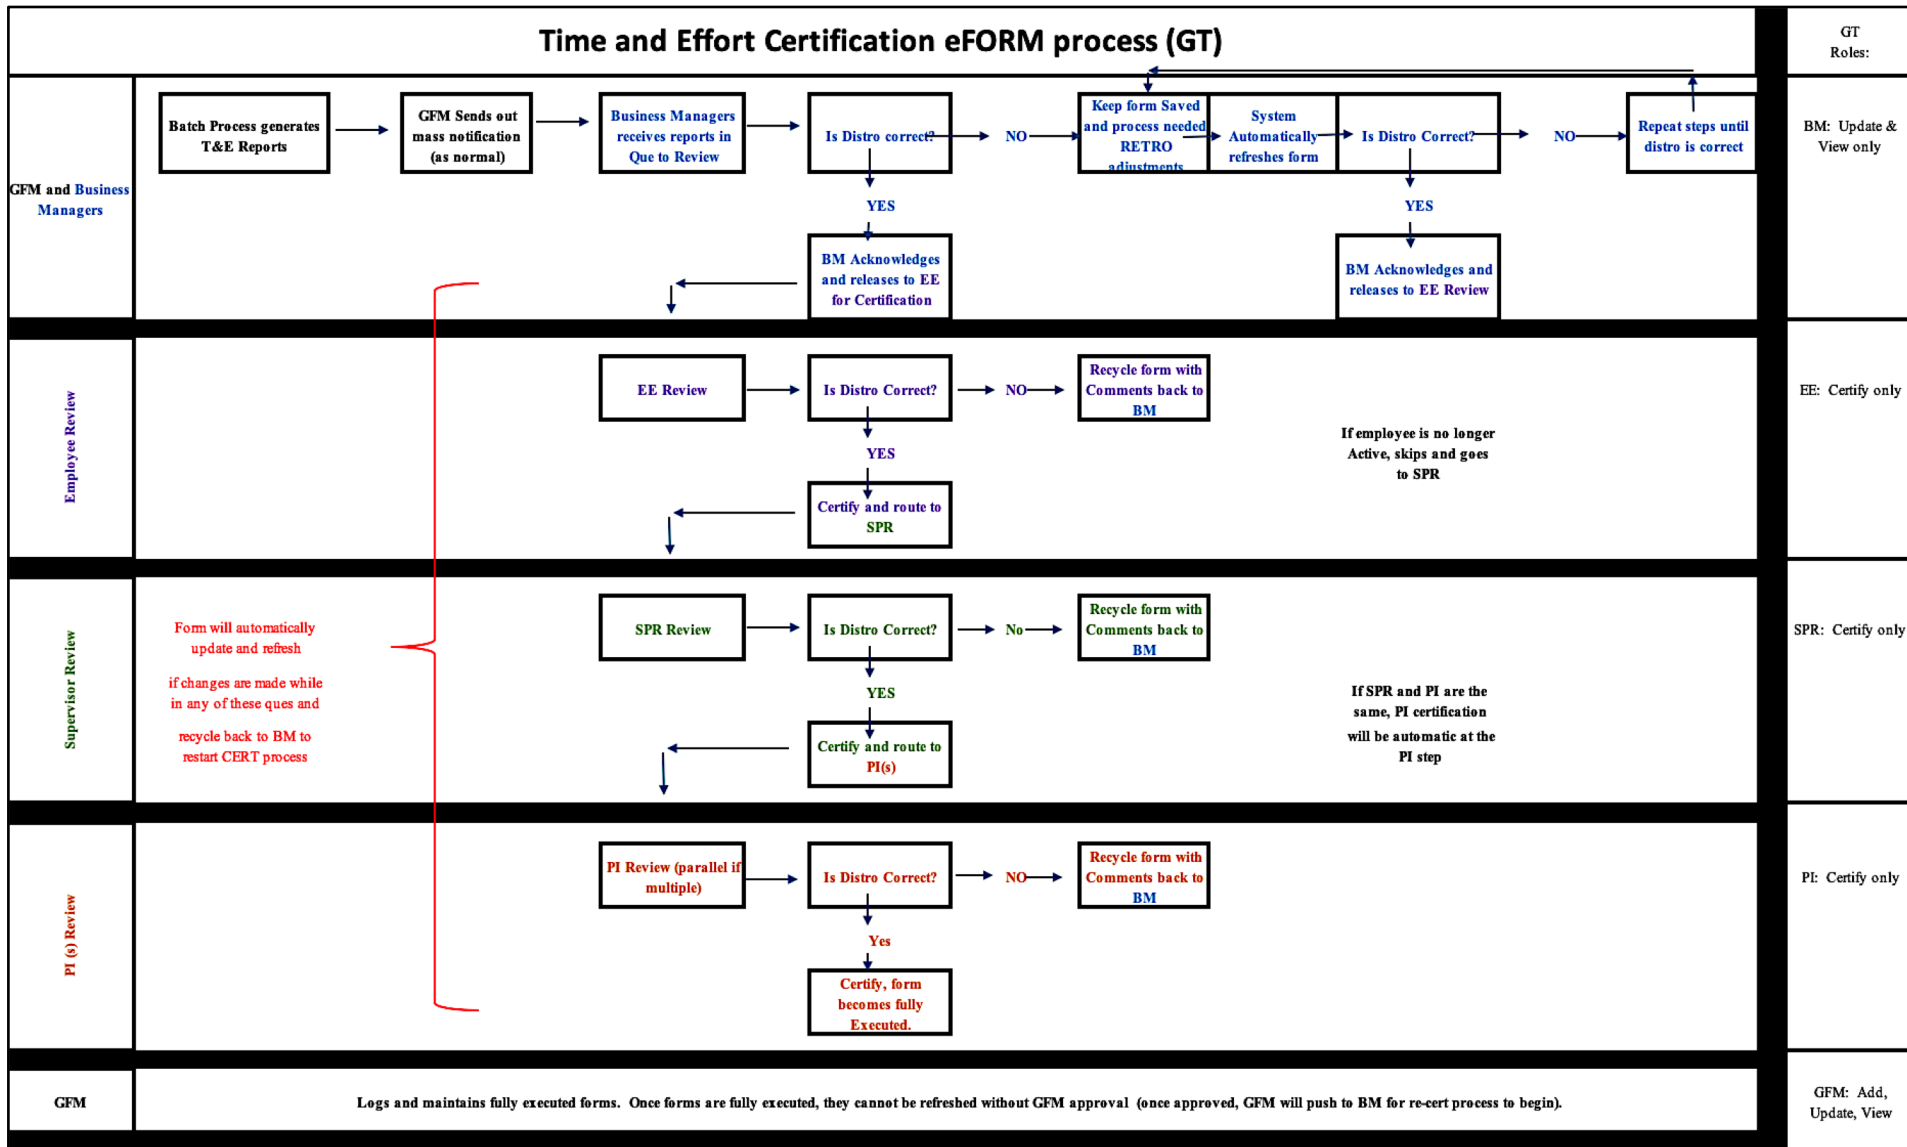 Time and Effort Certification eFORM process (GT)
GT
Roles:
GFM and Business
Managers
Batch Process generates
T&E Reports
GFM Sends out
mass notification
(as normal)
Business Managers
receives reports in
Que to Review
Is Distro correct?
NO
Keep form Saved
and process needed
RETRO
adjustments
System
Automatically
refreshes form
Is Distro Correct?
NO
Repeat steps until
distro is correct
BM:  Update &
View only
YES
YES
BM Acknowledges
and releases to EE
for Certification
BM Acknowledges and
releases to EE Review
Employee Review
EE Review
Is Distro Correct?
NO
Recycle form with
Comments back to
BM
EE:  Certify only
If employee is no longer
Active, skips and goes
to SPR
YES
Certify and route to
SPR
Supervisor Review
Form will automatically
update and refresh
if changes are made while
in any of these ques and
recycle back to BM to
restart CERT process
SPR Review
Is Distro Correct?
No
Recycle form with
Comments back to
BM
SPR:  Certify only
YES
If SPR and PI are the
same, PI certification
will be automatic at the
PI step
Certify and route to
PI(s)
PI (s) Review
PI Review (parallel if
multiple)
Is Distro Correct?
NO
Recycle form with
Comments back to
BM
PI:  Certify only
Yes
Certify, form
becomes fully
Executed.
GFM
Logs and maintains fully executed forms.  Once forms are fully executed, they cannot be refreshed without GFM approval  (once approved, GFM will push to BM for re-cert process to begin).
GFM:  Add,
Update, View